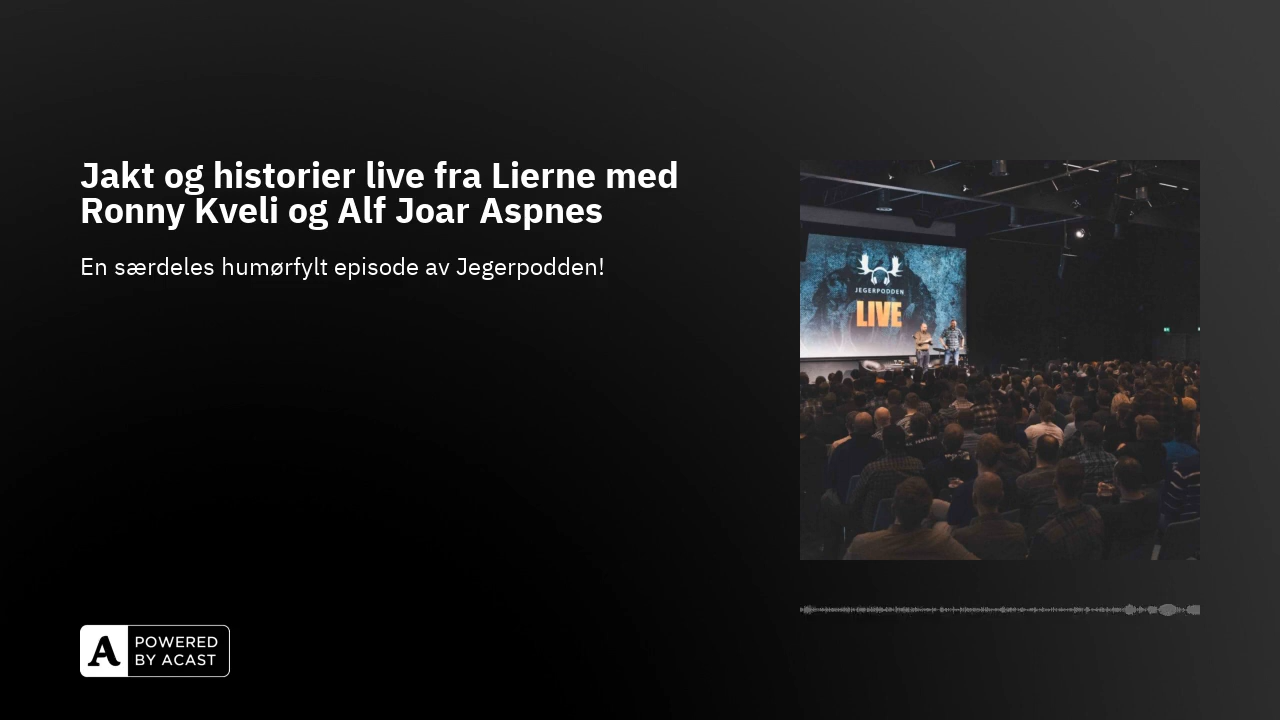 Jakt og historier live fra Lierne med
Ronny Kveli og Alf Joar Aspnes
En særdeles humørfylt episode av Jegerpodden!
JEGERPODDEN
LIVE
A
POWERED
BY ACAST